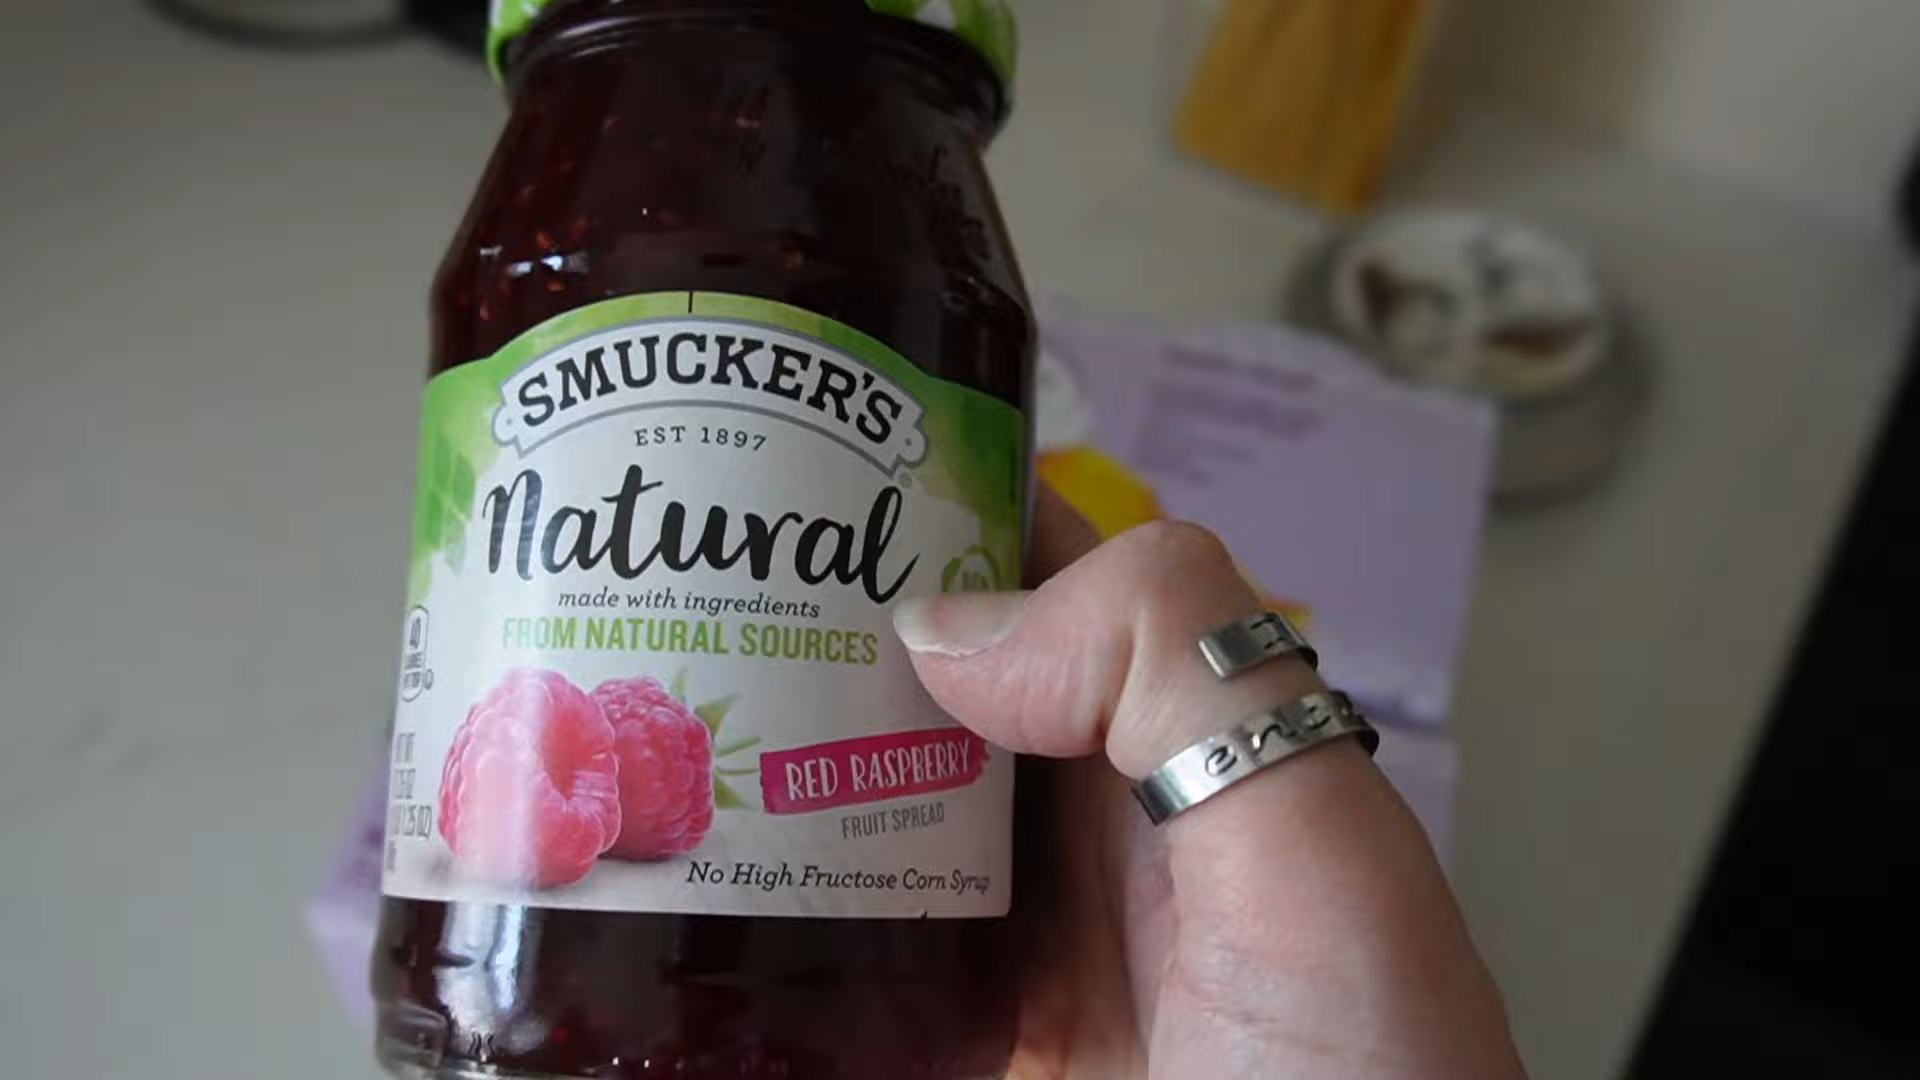 SMUCKER'S
EST 1897
Natural
made with ingredients
FROM NATURAL SOURCES
40
RED RASPBERRY
FRUIT SPREAD
No High Fructose Corn Syrup